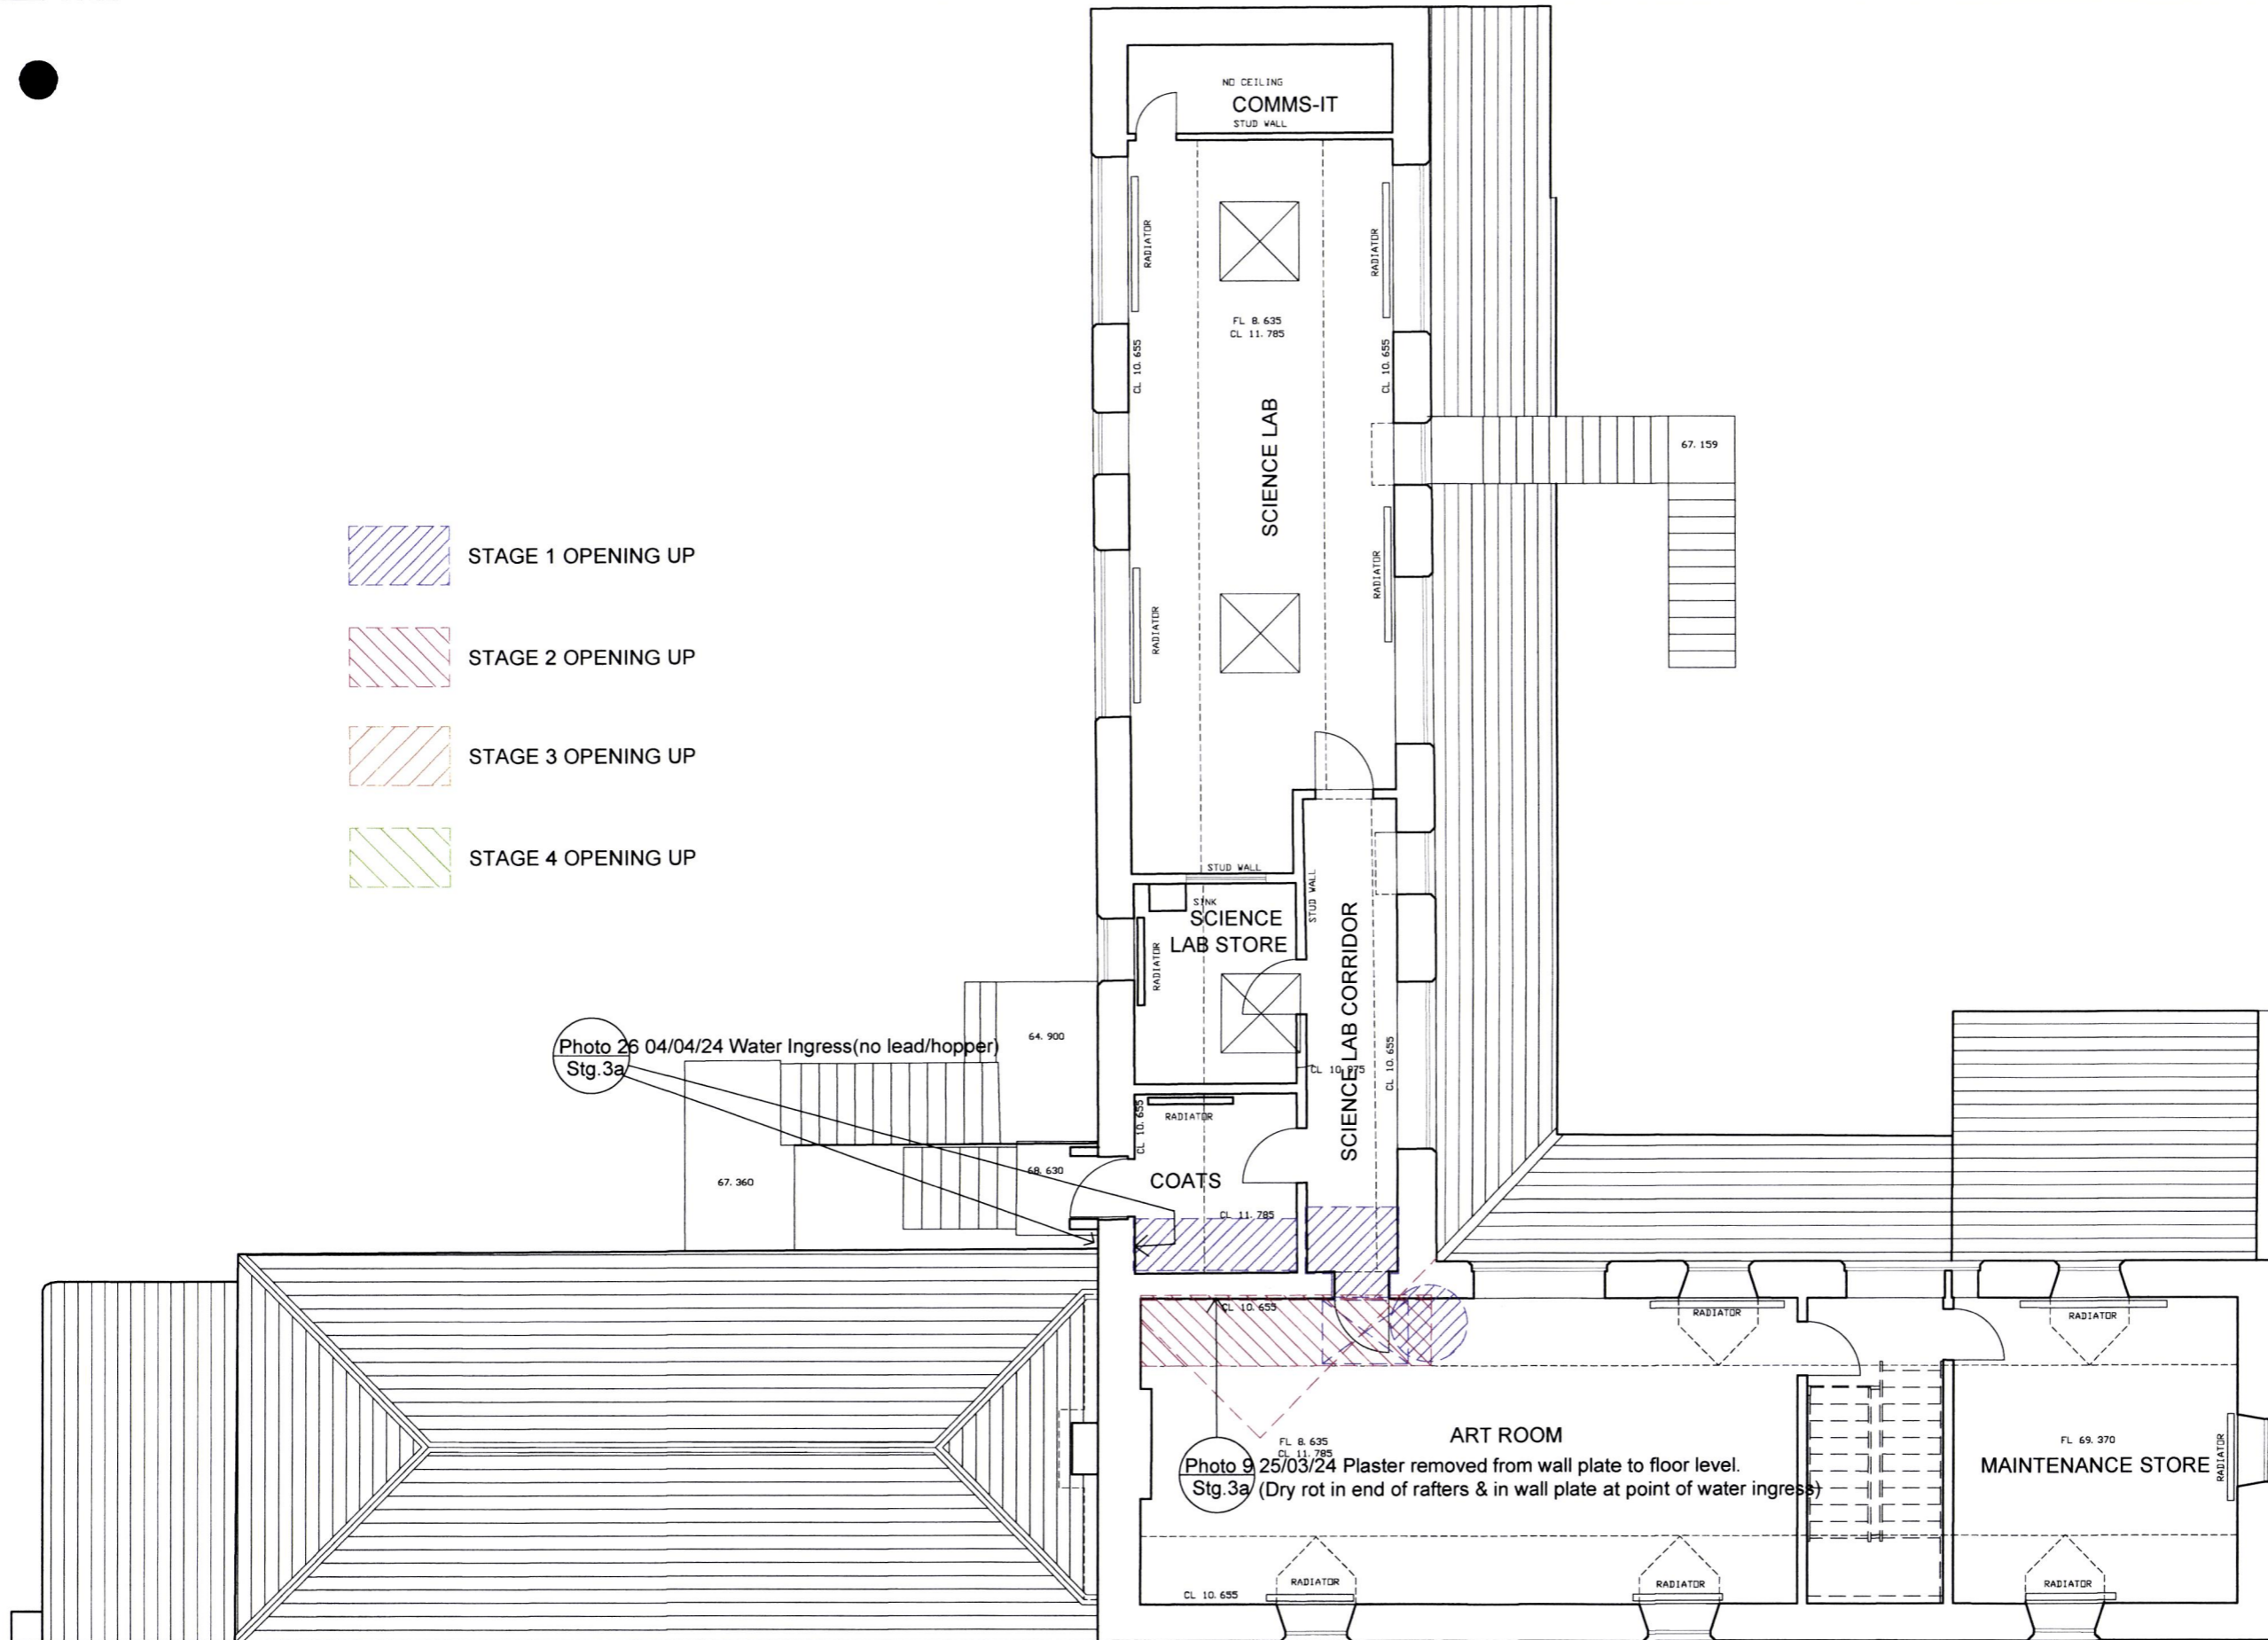 NO CEILING
COMMS-IT
STUD WALL
RADIATOR
RADIATOR
FL 8.635
CL 11.785
CL 10.655
CL 10.655
SCIENCE LAB
67.159
STAGE 1 OPENING UP
STAGE 2 OPENING UP
STAGE 3 OPENING UP
STAGE 4 OPENING UP
RADIATOR
RADIATOR
STUD WALL
STUD WALL
SINK
SCIENCE
LAB STORE
RADIATOR
SCIENCE LAB CORRIDOR
64.900
Photo 26 04/04/24 Water Ingress(no lead/hopper)
Stg.3a
CL 10.975
CL 10.655
CL 10.655
RADIATOR
68.630
67.360
COATS
CL 11.785
CL 10.655
RADIATOR
RADIATOR
ART ROOM
FL 8.635
CL 11.785
Photo 9 25/03/24 Plaster removed from wall plate to floor level.
Stg.3a (Dry rot in end of rafters & in wall plate at point of water ingress)
FL 69.370
MAINTENANCE STORE
RADIATOR
RADIATOR
RADIATOR
RADIATOR
CL 10.655